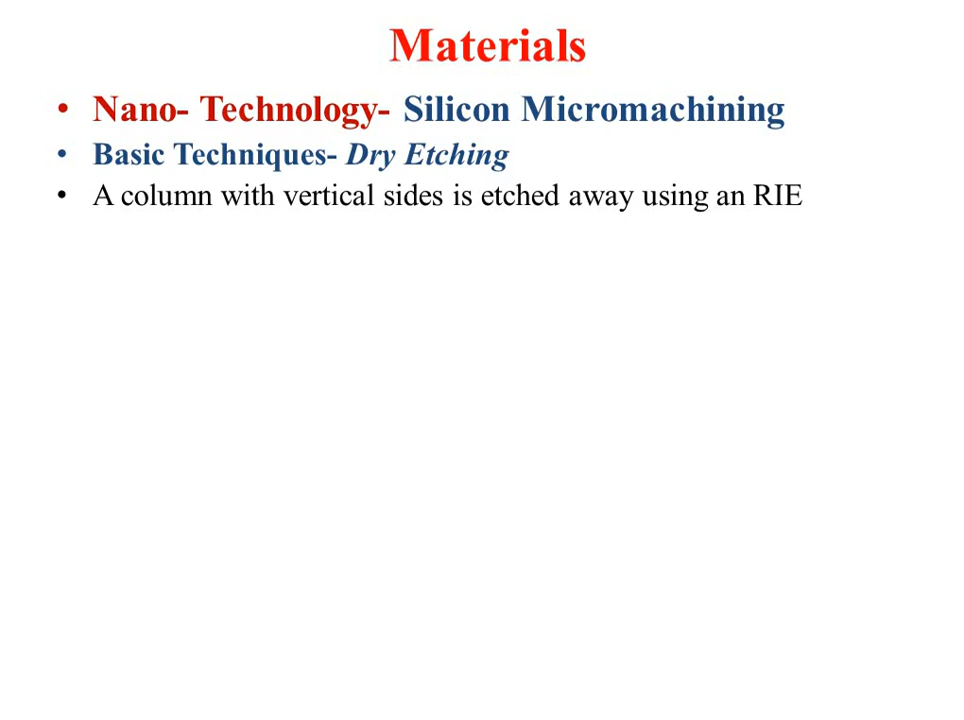 Materials
• Nano- Technology- Silicon Micromachining
• Basic Techniques- Dry Etching
• A column with vertical sides is etched away using an RIE